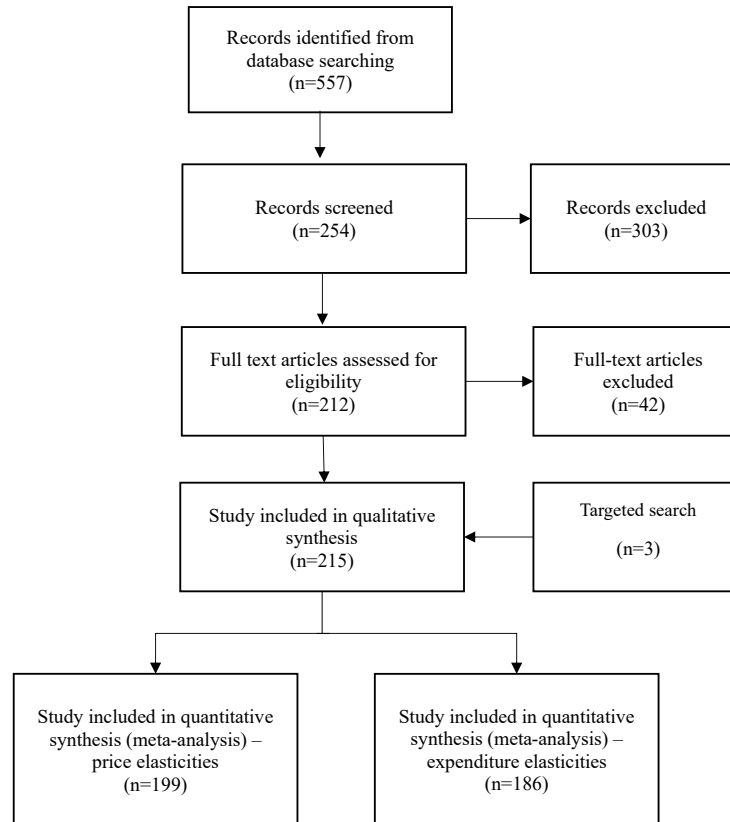 Records identified from
database searching
(n=557)
Records screened
(n=254)
Records excluded
(n=303)
Full text articles assessed for
eligibility
(n=212)
Full-text articles
excluded
(n=42)
Study included in qualitative
synthesis
(n=215)
Targeted search
(n=3)
Study included in quantitative
synthesis (meta-analysis) –
price elasticities
(n=199)
Study included in quantitative
synthesis (meta-analysis) –
expenditure elasticities
(n=186)